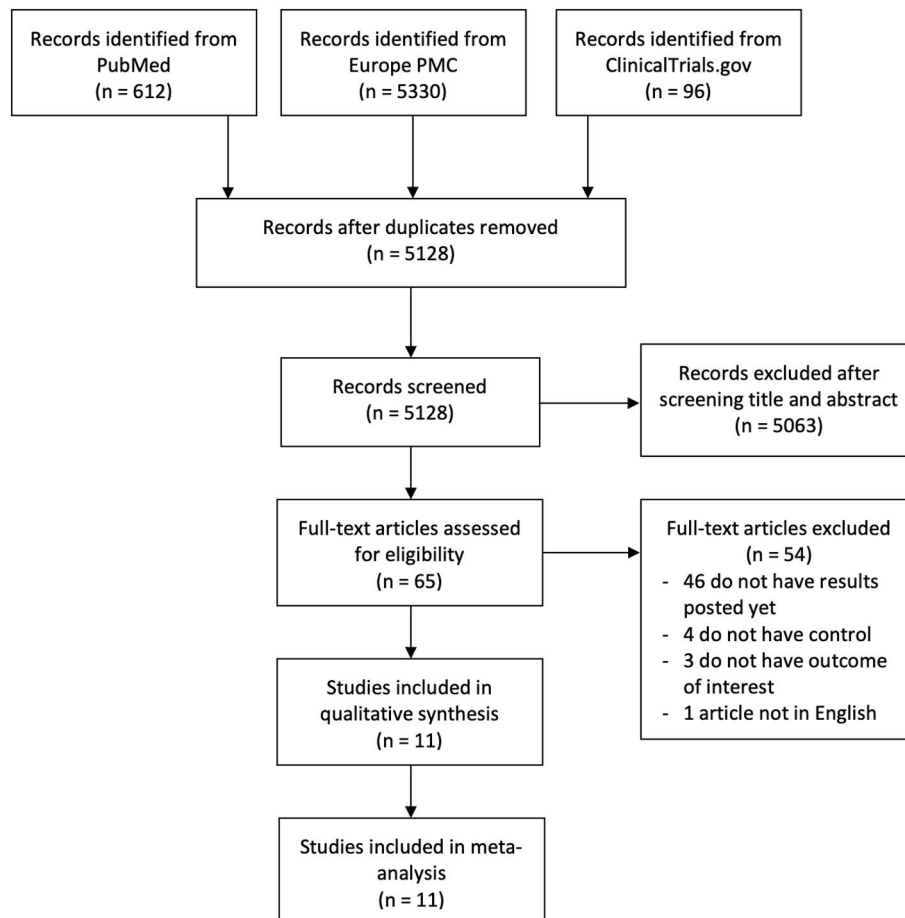 Records identified from
PubMed
(n = 612)
Records identified from
Europe PMC
(n = 5330)
Records identified from
ClinicalTrials.gov
(n = 96)
Records after duplicates removed
(n = 5128)
Records screened
(n = 5128)
Records excluded after
screening title and abstract
(n = 5063)
Full-text articles assessed
for eligibility
(n = 65)
Full-text articles excluded
(n = 54)
- 46 do not have results
posted yet
- 4 do not have control
- 3 do not have outcome
of interest
- 1 article not in English
Studies included in
qualitative synthesis
(n = 11)
Studies included in meta-
analysis
(n = 11)